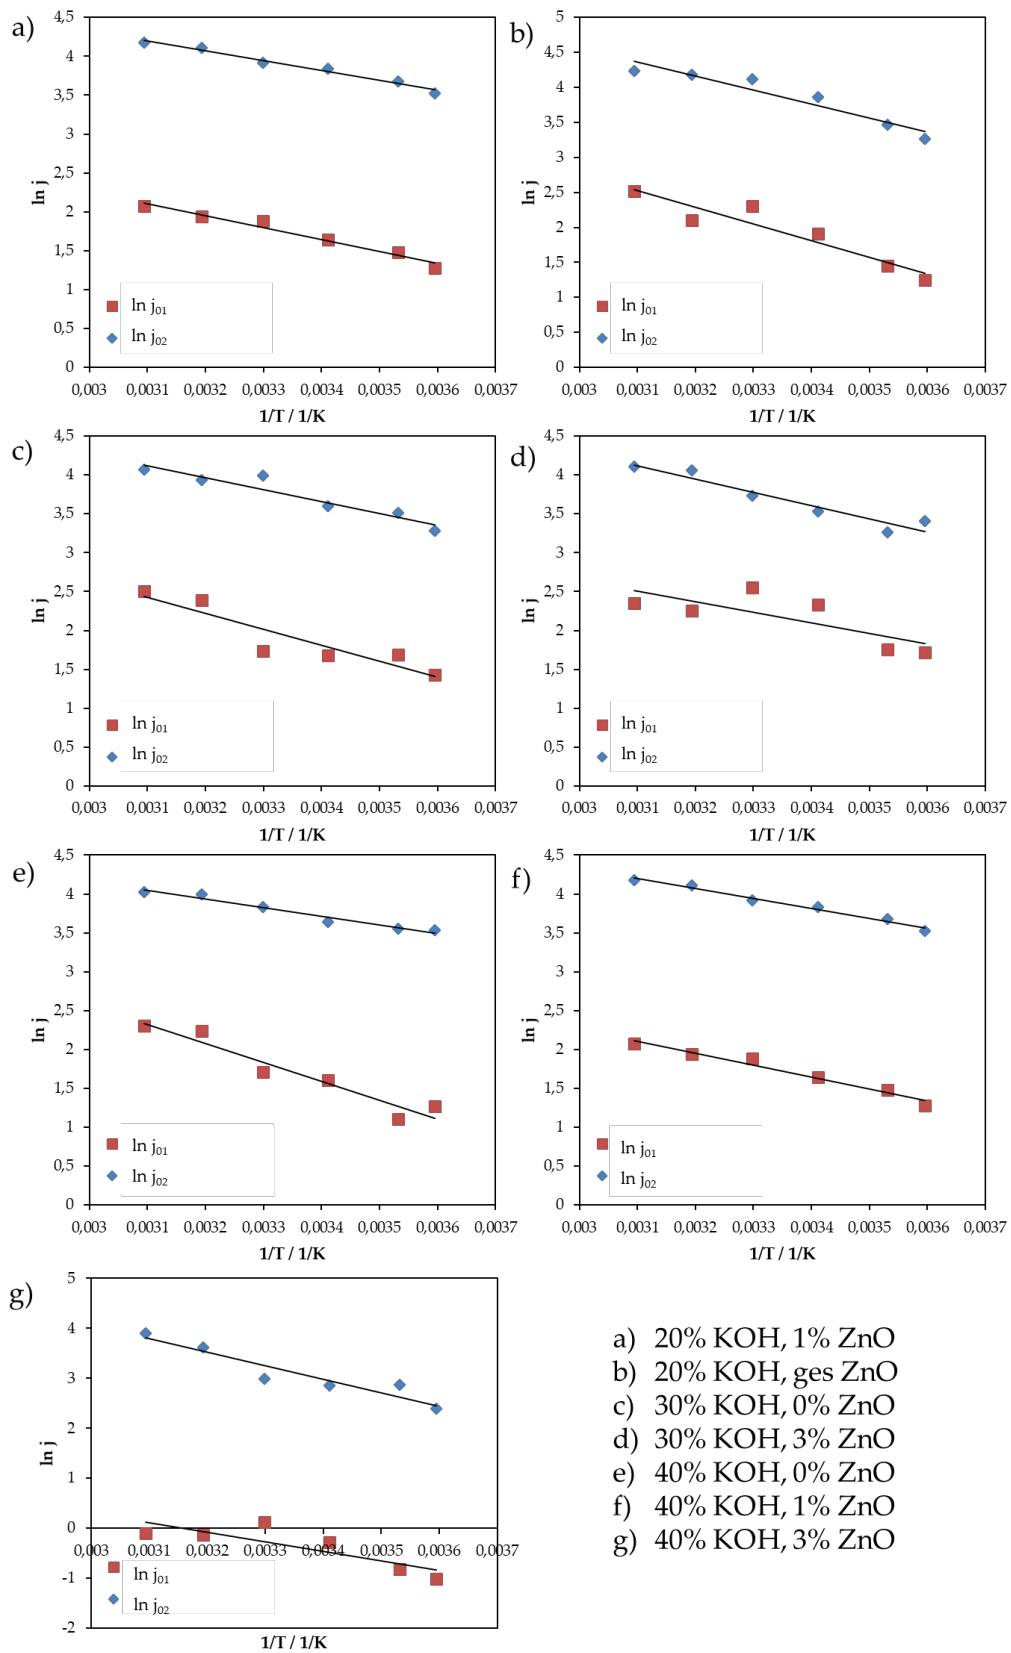 a)
4,5
4
3,5
3
2,5
2
1,5
1
0,5
0
ln j
ln j01
ln j02
0,003 0,0031 0,0032 0,0033 0,0034 0,0035 0,0036 0,0037
1/T / 1/K
b)
5
4,5
4
3,5
3
2,5
2
1,5
1
0,5
0
ln j
ln j01
ln j02
0,003 0,0031 0,0032 0,0033 0,0034 0,0035 0,0036 0,0037
1/T / 1/K
c)
4,5
4
3,5
3
2,5
2
1,5
1
0,5
0
ln j
ln j01
ln j02
0,003 0,0031 0,0032 0,0033 0,0034 0,0035 0,0036 0,0037
1/T / 1/K
d)
4,5
4
3,5
3
2,5
2
1,5
1
0,5
0
ln j
ln j01
ln j02
0,003 0,0031 0,0032 0,0033 0,0034 0,0035 0,0036 0,0037
1/T / 1/K
e)
4,5
4
3,5
3
2,5
2
1,5
1
0,5
0
ln j
ln j01
ln j02
0,003 0,0031 0,0032 0,0033 0,0034 0,0035 0,0036 0,0037
1/T / 1/K
f)
4,5
4
3,5
3
2,5
2
1,5
1
0,5
0
ln j
ln j01
ln j02
0,003 0,0031 0,0032 0,0033 0,0034 0,0035 0,0036 0,0037
1/T / 1/K
g)
5
4
3
2
1
0
-1
-2
ln j
0,003 0,0031 0,0032 0,0033 0,0034 0,0035 0,0036 0,0037
ln j01
ln j02
1/T / 1/K
a) 20% KOH, 1% ZnO
b) 20% KOH, ges ZnO
c) 30% KOH, 0% ZnO
d) 30% KOH, 3% ZnO
e) 40% KOH, 0% ZnO
f) 40% KOH, 1% ZnO
g) 40% KOH, 3% ZnO